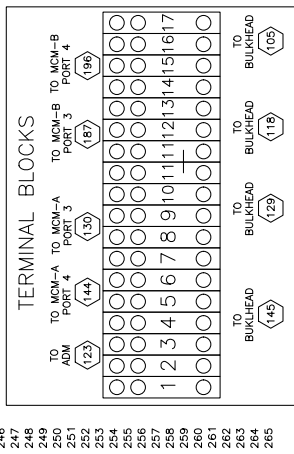 246
247
248
249
250
251
252
253
254
255
256
257
258
259
260
261
262
263
264
265
TERMINAL BLOCKS
TO ADM
123
TO MCM-A
PORT 4
144
TO MCM-A
PORT 3
130
TO MCM-B
PORT 3
187
TO MCM-B
PORT 4
196
1 2 3 4 5 6 7 8 9 10 11 11 12 13 14 15 16 17
TO
BUKLHEAD
145
TO
BULKHEAD
129
TO
BULKHEAD
118
TO
BULKHEAD
105